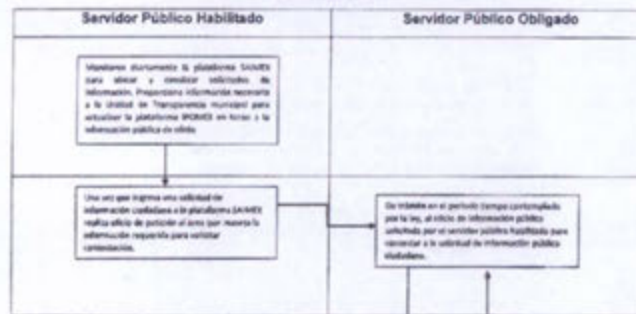 Servidor Público Habilitado
Servidor Público Obligado
Monitorea diariamente la plataforma SAIMEX
para ubicar y canalizar solicitudes de
información. Proporciona información necesaria
a la Unidad de Transparencia municipal para
actualizar la plataforma IPOMEX en torno a la
información pública de oficio.
Una vez que ingresa una solicitud de
información ciudadana a la plataforma SAIMEX
realiza oficio de petición al área que maneja la
información requerida para solicitar
contestación.
Da trámite en el periodo tiempo contemplado
por la ley, al oficio de información pública
solicitada por el servidor público habilitado para
contestar a la solicitud de información pública
ciudadana.